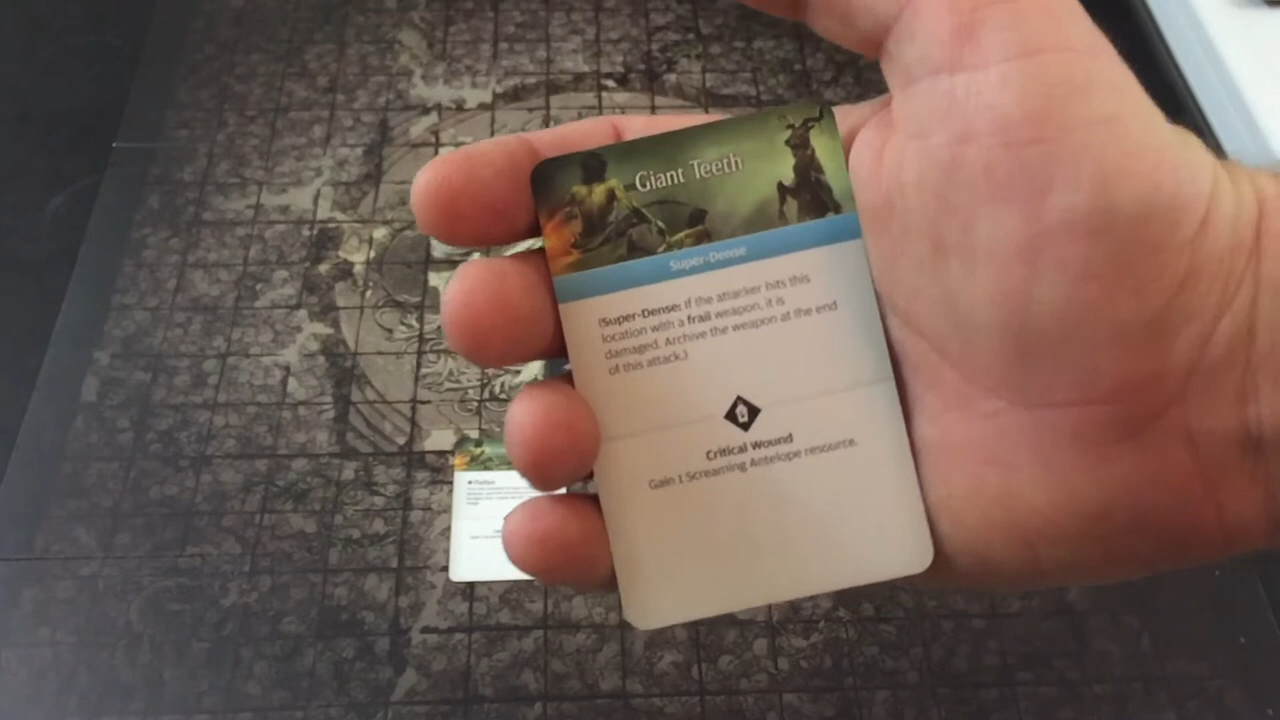 Giant Teeth
Super-Dense
(Super-Dense: If the attacker hits this
location with a frail weapon, it is
damaged. Archive the weapon at the end
of this attack.)
Critical Wound
Gain 1 Screaming Antelope resource.